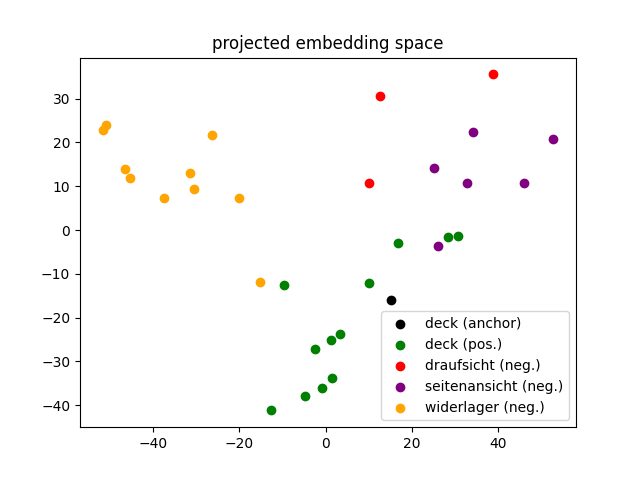 projected embedding space
30
20
10
0
−10
−20
−30
−40
−40
−20
0
20
40
deck (anchor)
deck (pos.)
draufsicht (neg.)
seitenansicht (neg.)
widerlager (neg.)